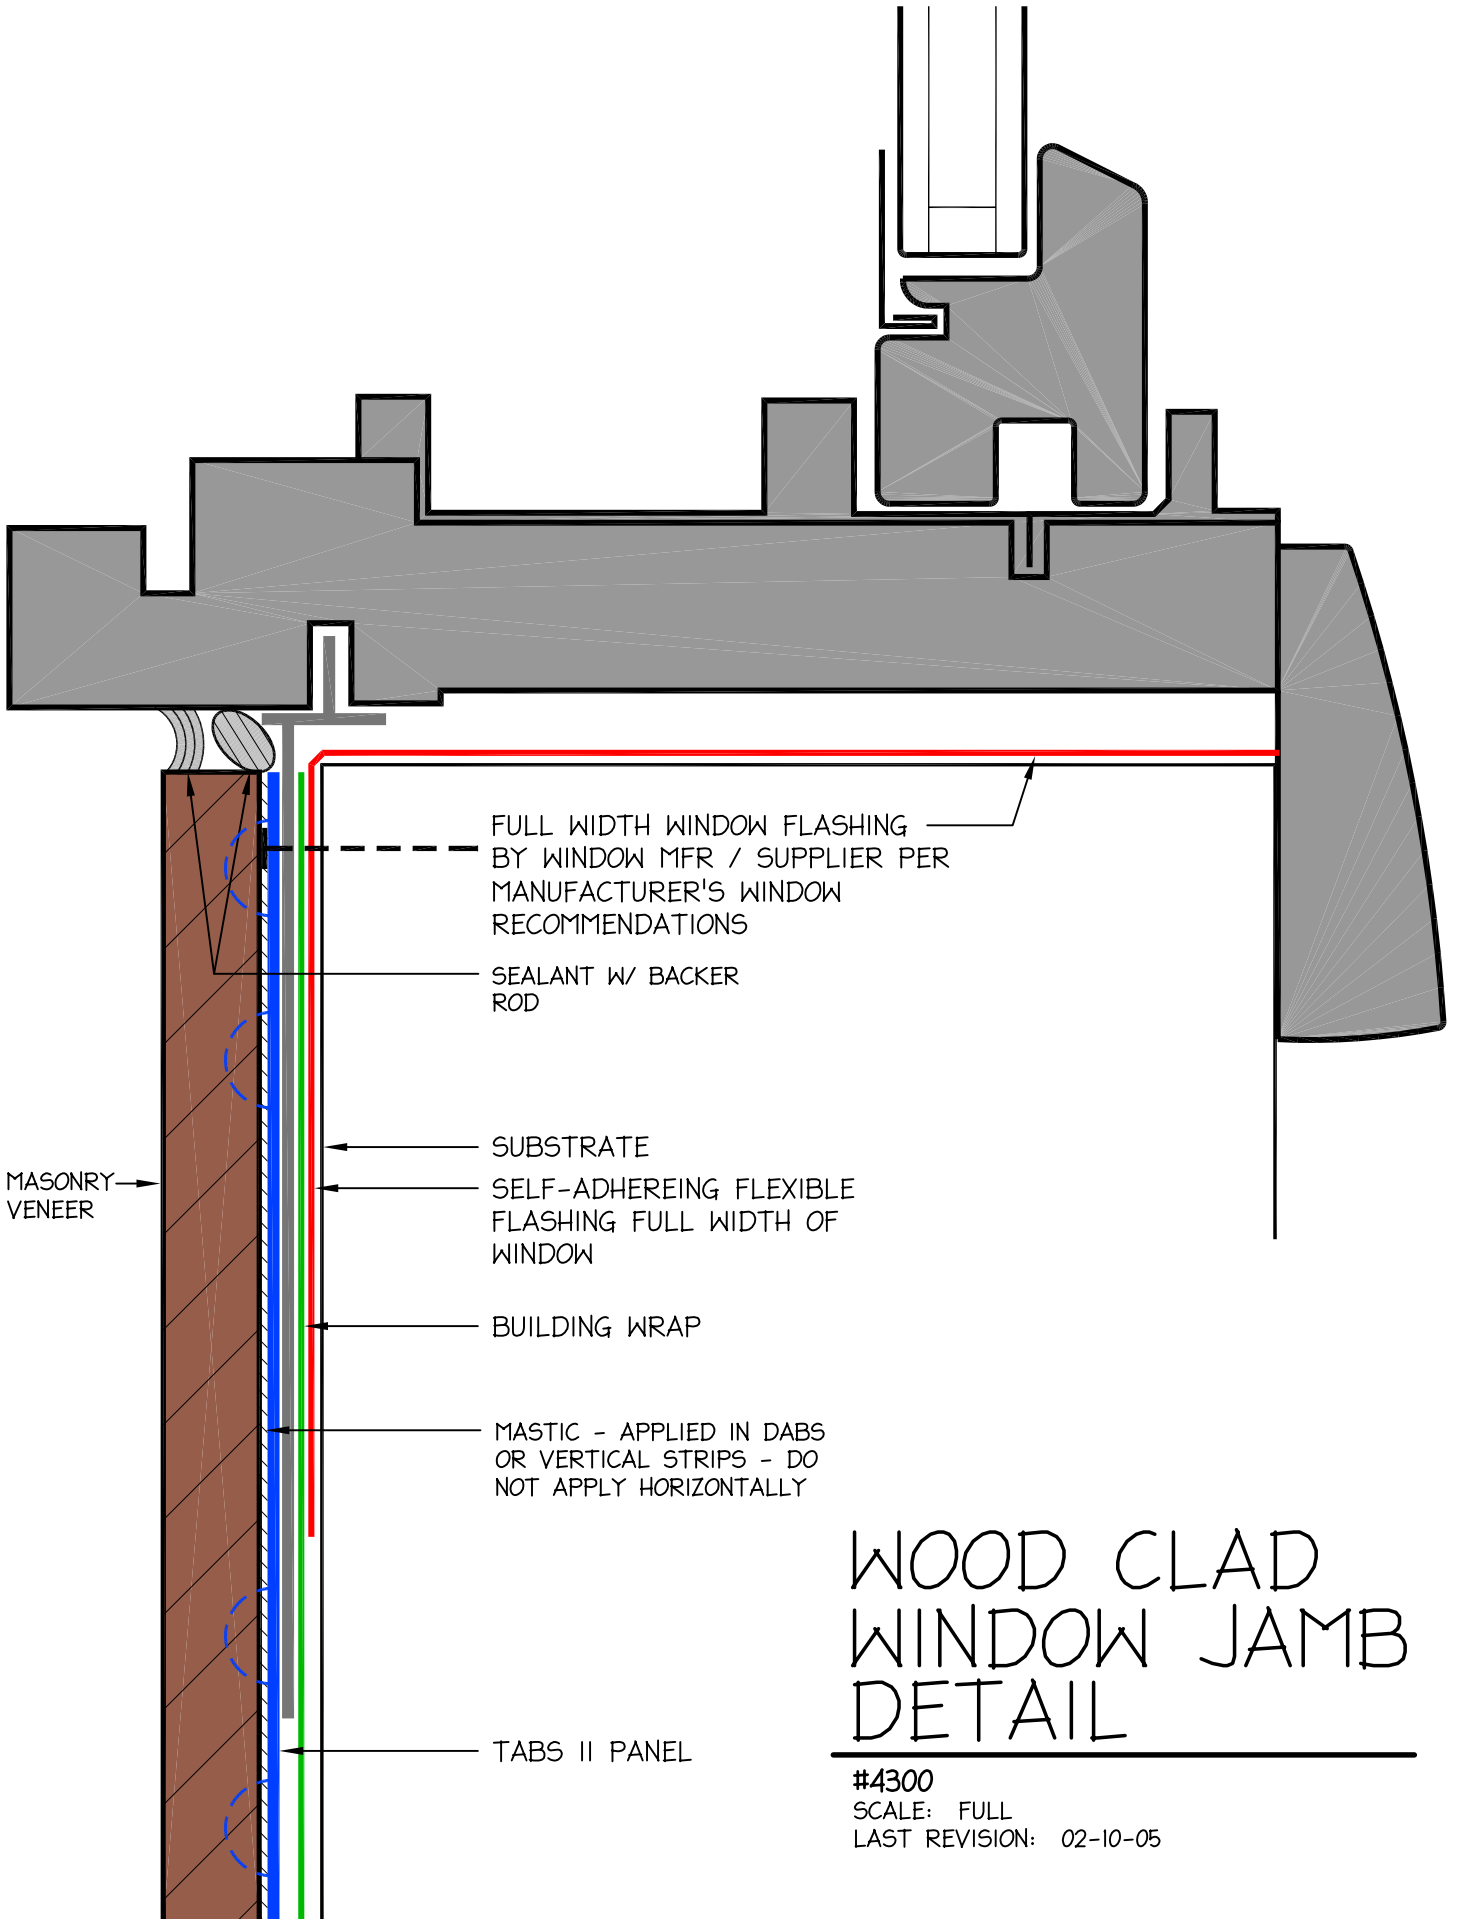 FULL WIDTH WINDOW FLASHING
BY WINDOW MFR / SUPPLIER PER
MANUFACTURER'S WINDOW
RECOMMENDATIONS
SEALANT W/ BACKER
ROD
SUBSTRATE
MASONRY
VENEER
SELF-ADHEREING FLEXIBLE
FLASHING FULL WIDTH OF
WINDOW
BUILDING WRAP
MASTIC - APPLIED IN DABS
OR VERTICAL STRIPS - DO
NOT APPLY HORIZONTALLY
TABS II PANEL
WOOD CLAD
WINDOW JAMB
DETAIL
#4300
SCALE: FULL
LAST REVISION: 02-10-05